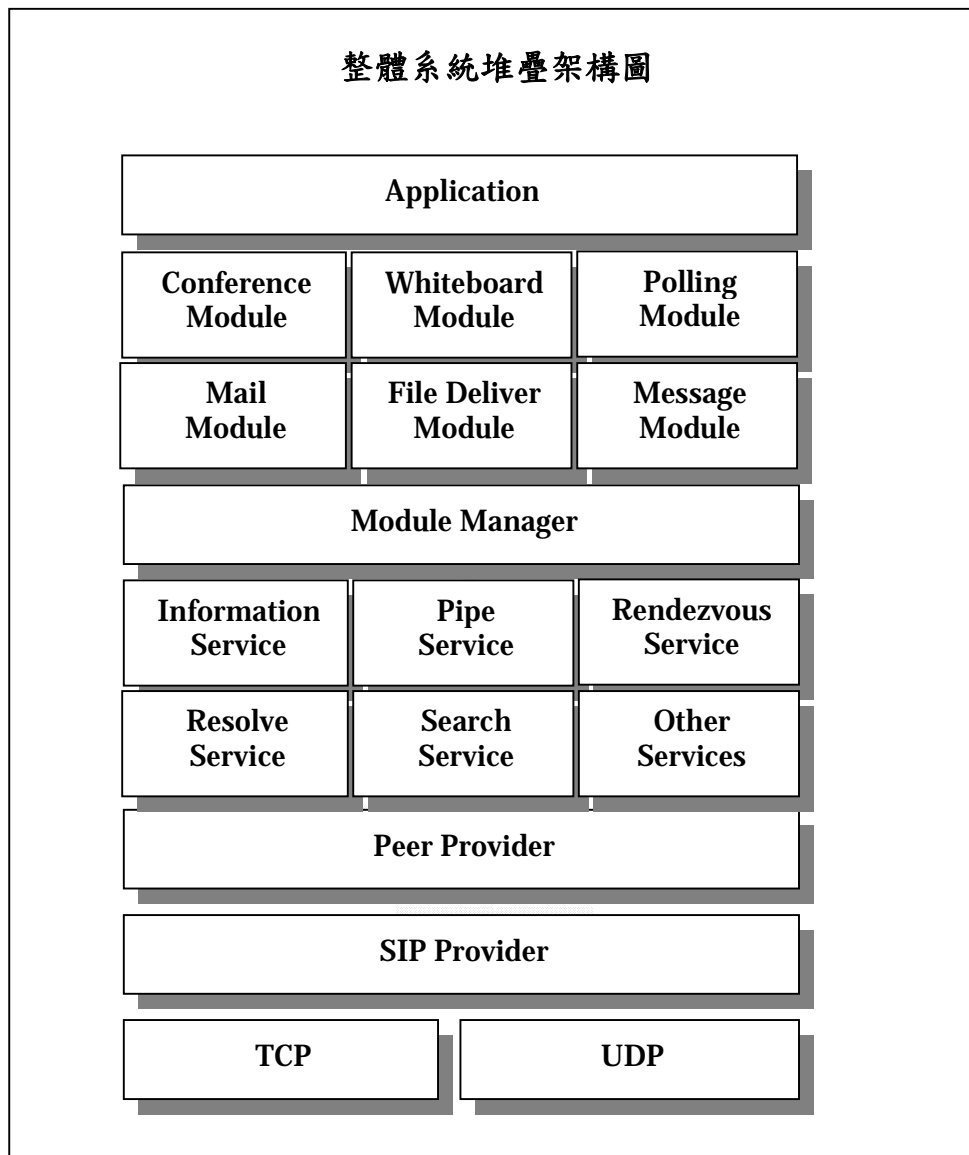 整體系統堆疊架構圖
Application
Conference
Module
Whiteboard
Module
Polling
Module
Mail
Module
File Deliver
Module
Message
Module
Module Manager
Information
Service
Pipe
Service
Rendezvous
Service
Resolve
Service
Search
Service
Other
Services
Peer Provider
SIP Provider
TCP
UDP